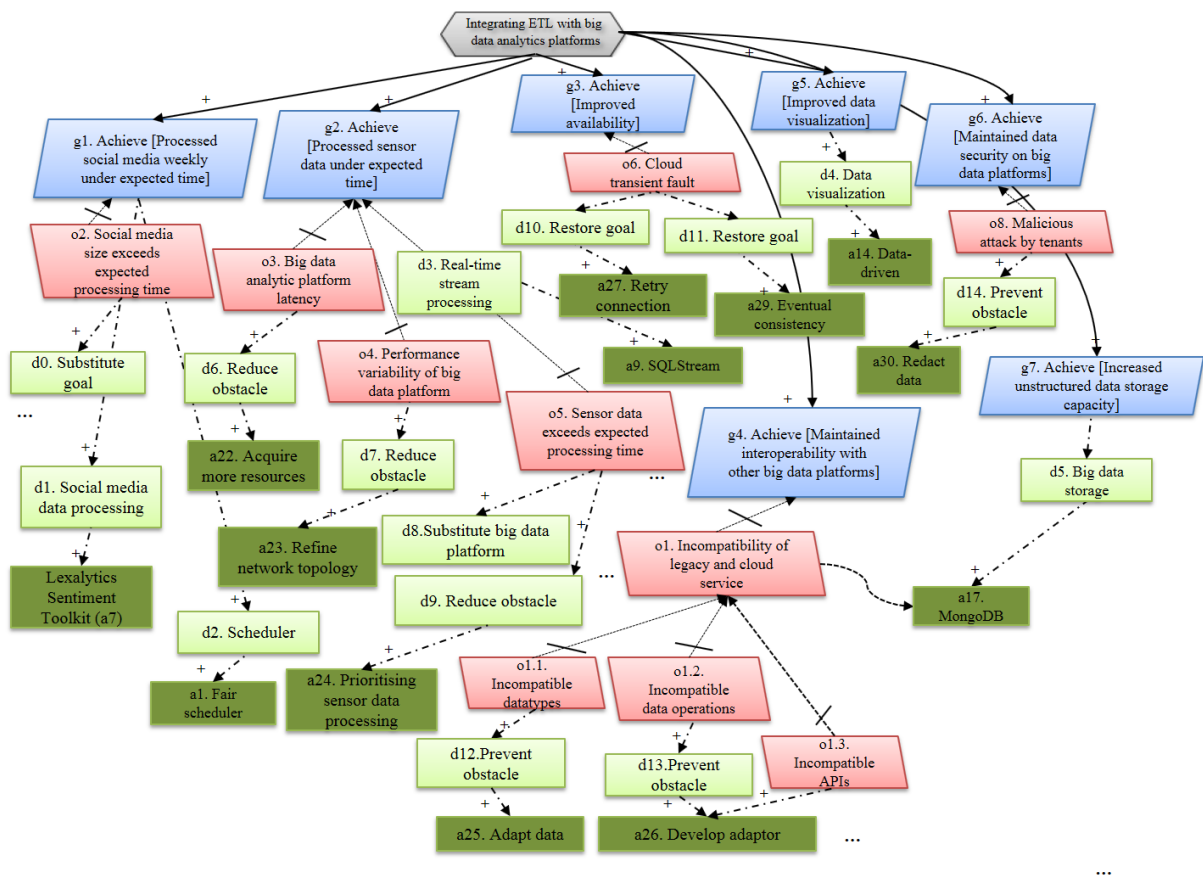 Integrating ETL with big
data analytics platforms
+
+
+
+
+
+
g1. Achieve [Processed
social media weekly
under expected time]
g2. Achieve
[Processed sensor
data under expected
time]
g3. Achieve
[Improved
availability]
g5. Achieve
[Improved data
visualization]
g6. Achieve
[Maintained data
security on big
data platforms]
o6. Cloud
transient fault
+
d4. Data
visualization
o2. Social media
size exceeds
expected
processing time
o3. Big data
analytic platform
latency
d3. Real-time
stream
processing
+
+
d10. Restore goal
d11. Restore goal
+
a14. Data-
driven
o8. Malicious
attack by tenants
+
d14. Prevent
obstacle
+
a27. Retry
connection
+
a29. Eventual
consistency
+
a30. Redact
data
+
d0. Substitute
goal
...
+
d6. Reduce
obstacle
o4. Performance
variability of big
data platform
+
a9. SQLStream
+
g7. Achieve [Increased
unstructured data storage
capacity]
o5. Sensor data
exceeds expected
processing time
+
g4. Achieve [Maintained
interoperability with
other big data platforms]
+
a22. Acquire
more resources
+
d7. Reduce
obstacle
...
+
d5. Big data
storage
+
d1. Social media
data processing
+
a23. Refine
network topology
+
d8.Substitute big data
platform
+
o1. Incompatibility of
legacy and cloud
service
...
+
Lexalytics
Sentiment
Toolkit (a7)
d9. Reduce obstacle
+
a17.
MongoDB
+
d2. Scheduler
+
a1. Fair
scheduler
+
a24. Prioritising
sensor data
processing
o1.1.
Incompatible
datatypes
o1.2.
Incompatible
data operations
o1.3.
Incompatible
APIs
+
d12.Prevent
obstacle
+
d13.Prevent
obstacle
+
a25. Adapt data
+
+
a26. Develop adaptor
...
...